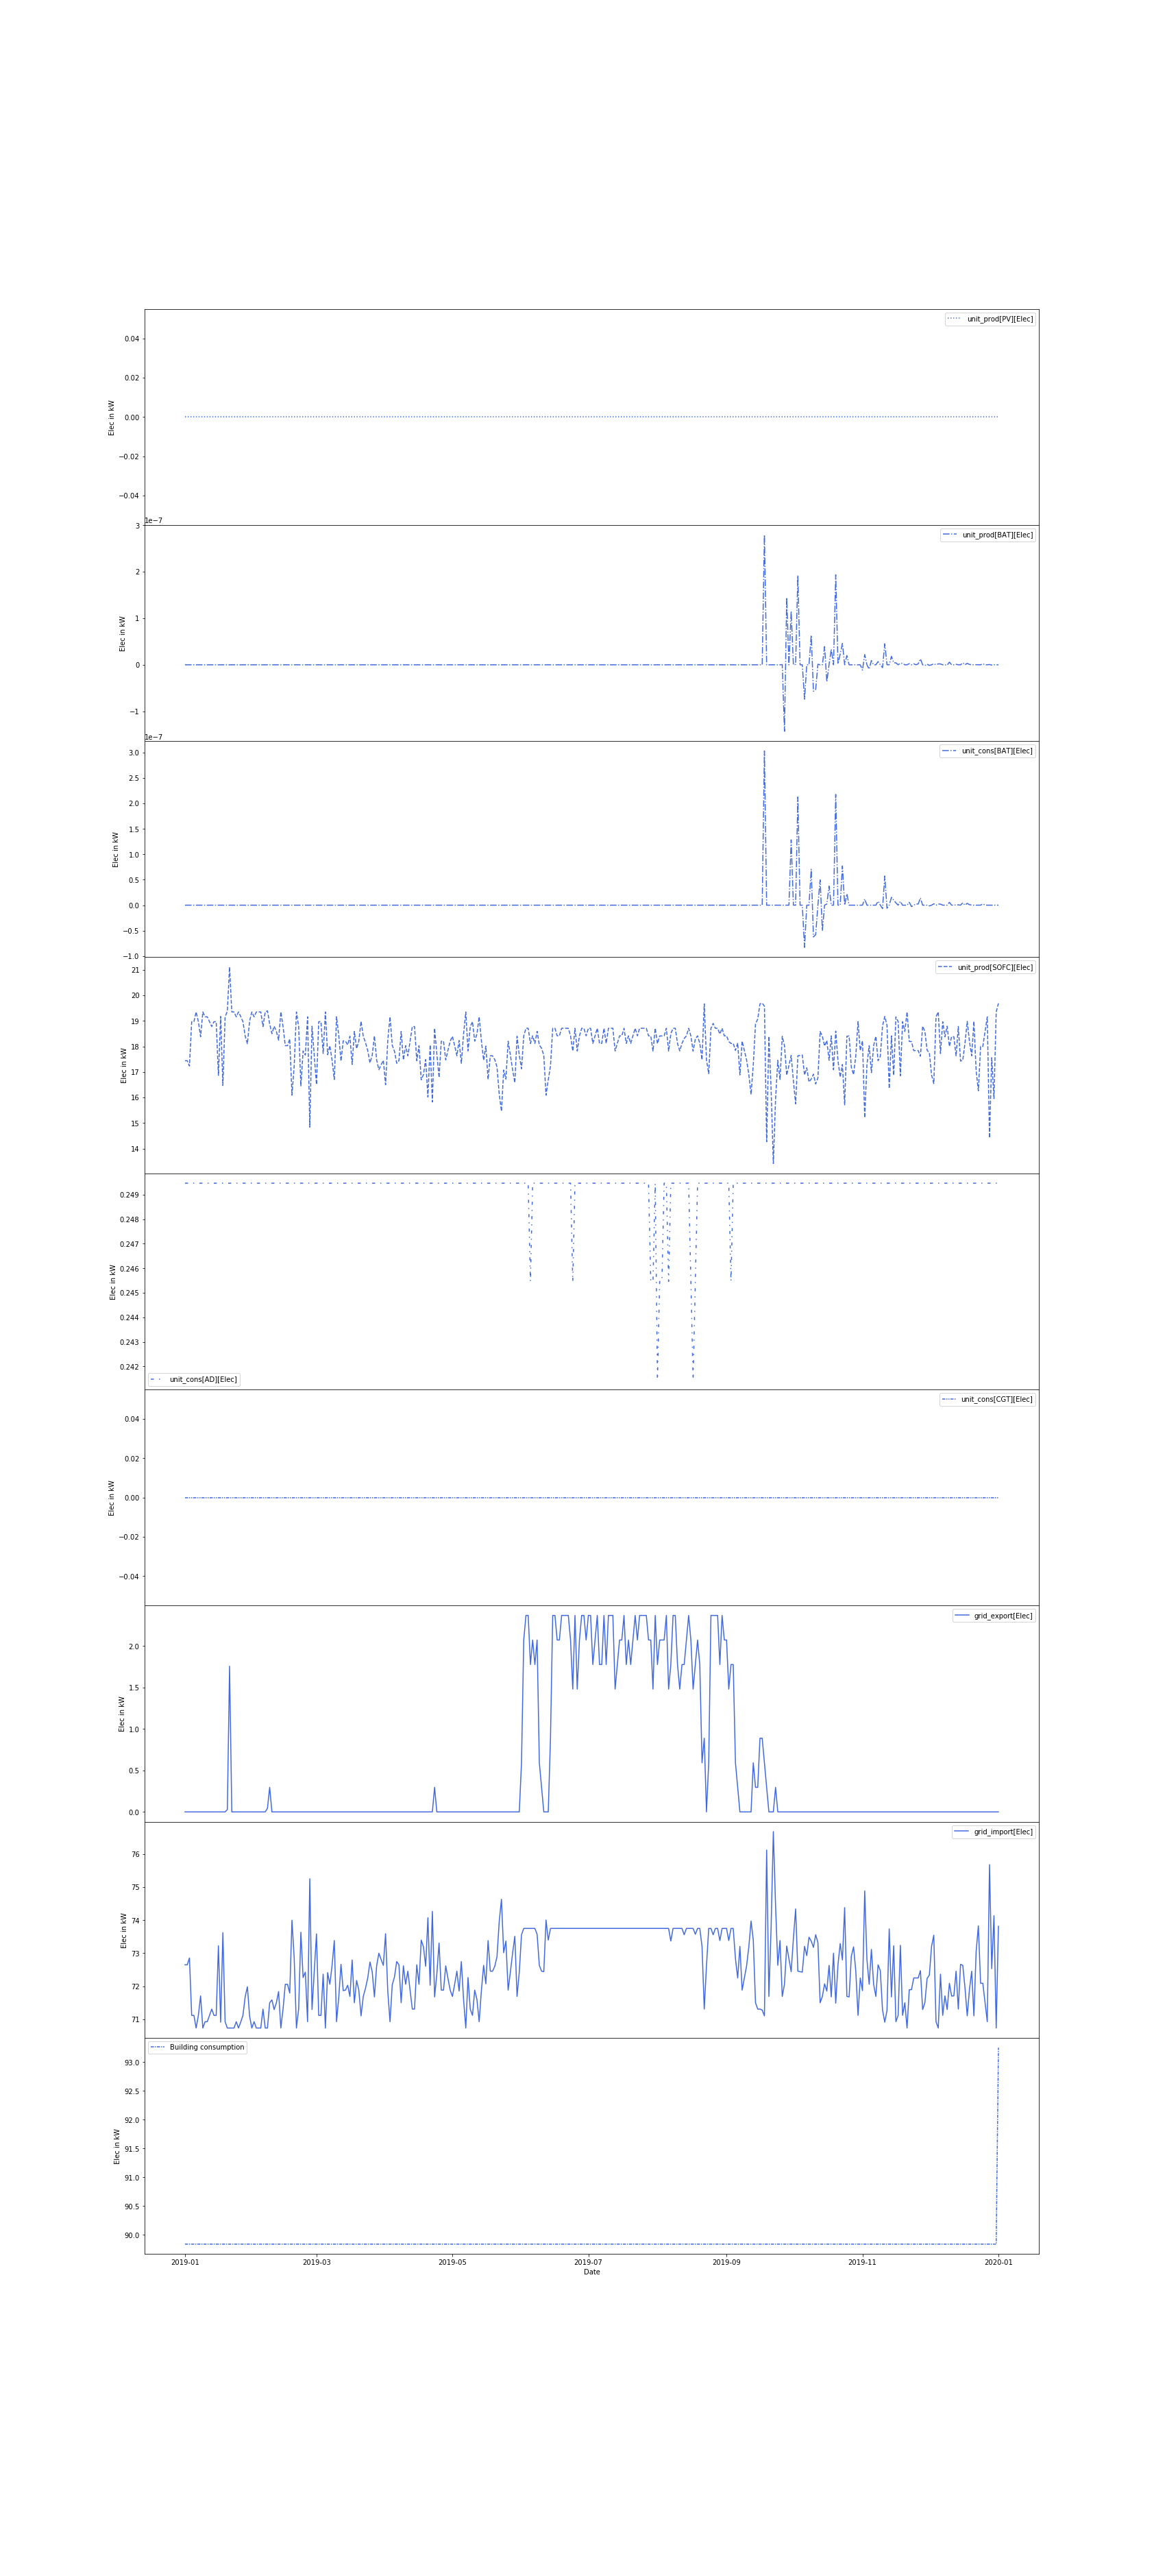 unit_prod[PV][Elec]
0.04
0.02
0.00
−0.02
−0.04
Elec in kW
1e−7
unit_prod[BAT][Elec]
3
2
1
0
−1
Elec in kW
1e−7
unit_cons[BAT][Elec]
3.0
2.5
2.0
1.5
1.0
0.5
0.0
−0.5
−1.0
Elec in kW
unit_prod[SOFC][Elec]
21
20
19
18
17
16
15
14
Elec in kW
0.249
0.248
0.247
0.246
0.245
0.244
0.243
0.242
Elec in kW
unit_cons[AD][Elec]
unit_cons[CGT][Elec]
0.04
0.02
0.00
−0.02
−0.04
Elec in kW
grid_export[Elec]
2.0
1.5
1.0
0.5
0.0
Elec in kW
grid_import[Elec]
76
75
74
73
72
71
Elec in kW
Building consumption
93.0
92.5
92.0
91.5
91.0
90.5
90.0
Elec in kW
2019-01 2019-03 2019-05 2019-07 2019-09 2019-11 2020-01
Date